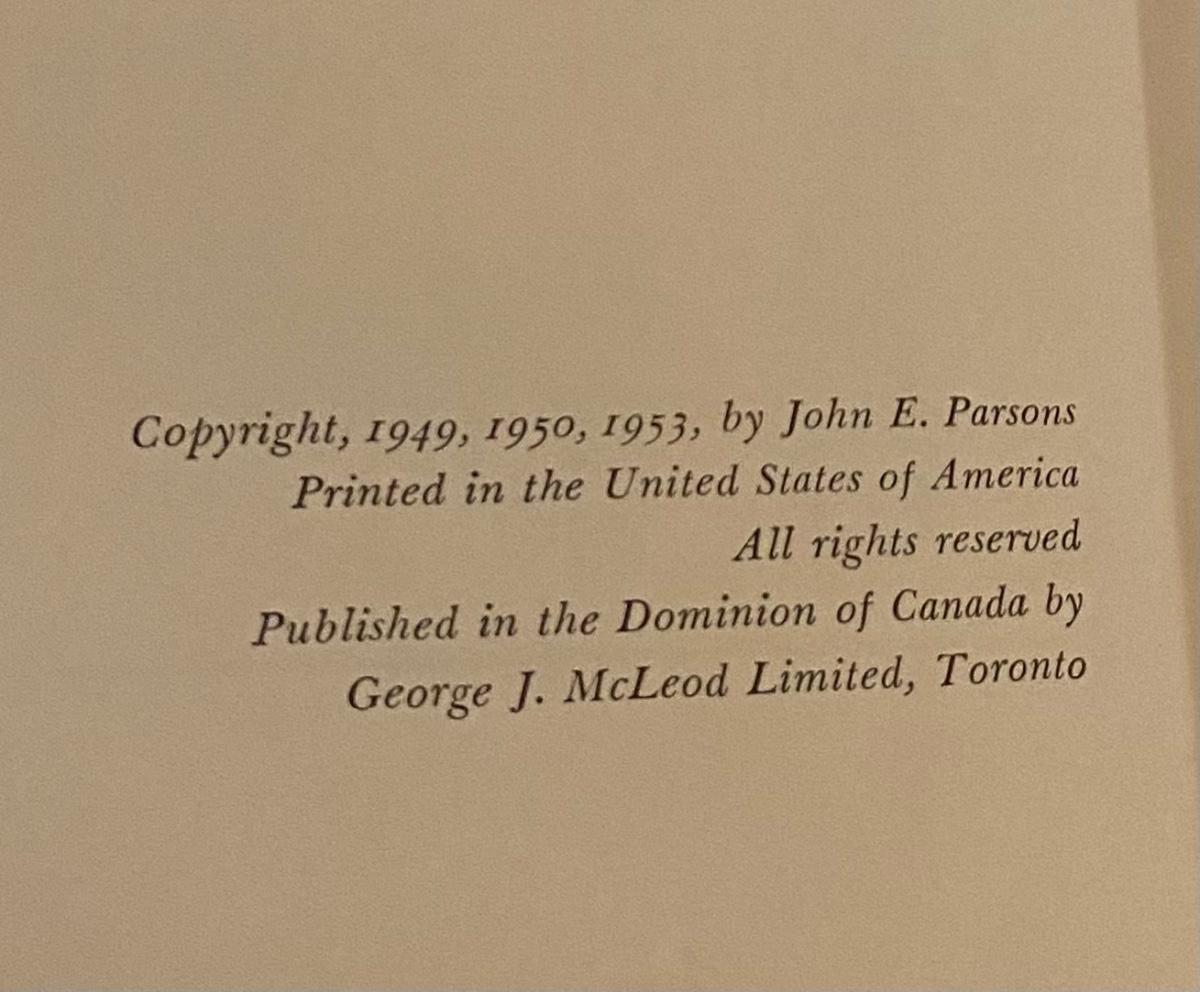 Copyright, 1949, 1950, 1953, by John E. Parsons
Printed in the United States of America
All rights reserved
Published in the Dominion of Canada by
George J. McLeod Limited, Toronto